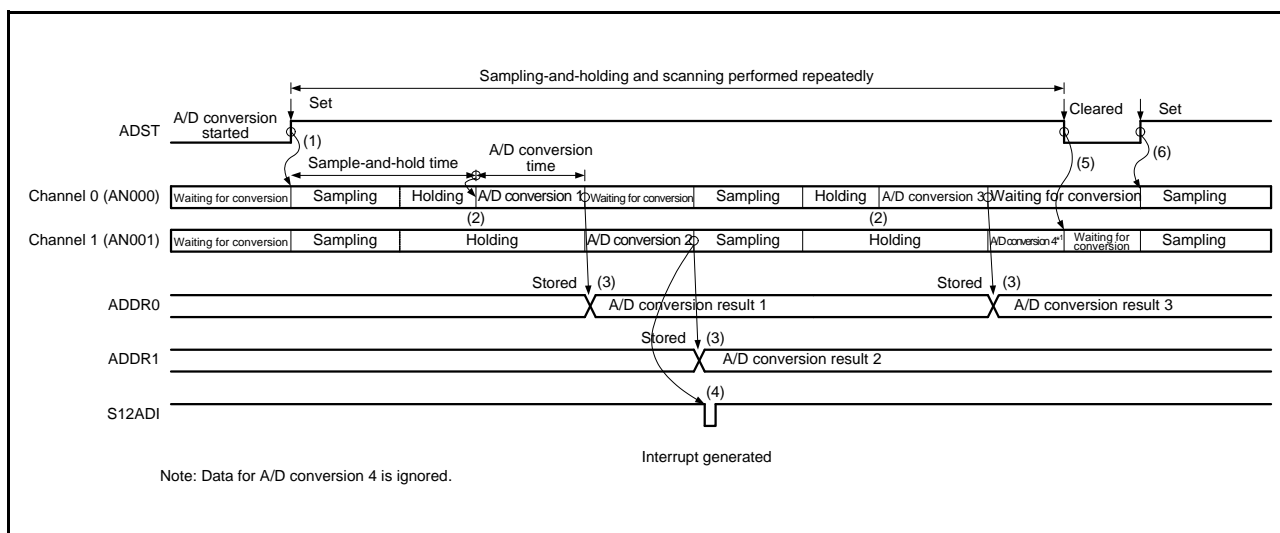 Sampling-and-holding and scanning performed repeatedly
A/D conversion
started
Set
Cleared
Set
ADST
(1)
(5)
(6)
Sample-and-hold time
A/D conversion
time
Channel 0 (AN000)
Waiting for conversion
Sampling
Holding
A/D conversion 1
Waiting for conversion
Sampling
Holding
A/D conversion 3
Waiting for conversion
Sampling
(2)
(2)
Channel 1 (AN001)
Waiting for conversion
Sampling
Holding
A/D conversion 2
Sampling
Holding
A/D conversion 4*1
Waiting for
conversion
Sampling
Stored
(3)
Stored
(3)
ADDR0
A/D conversion result 1
A/D conversion result 3
Stored
(3)
ADDR1
A/D conversion result 2
(4)
S12ADI
Interrupt generated
Note: Data for A/D conversion 4 is ignored.